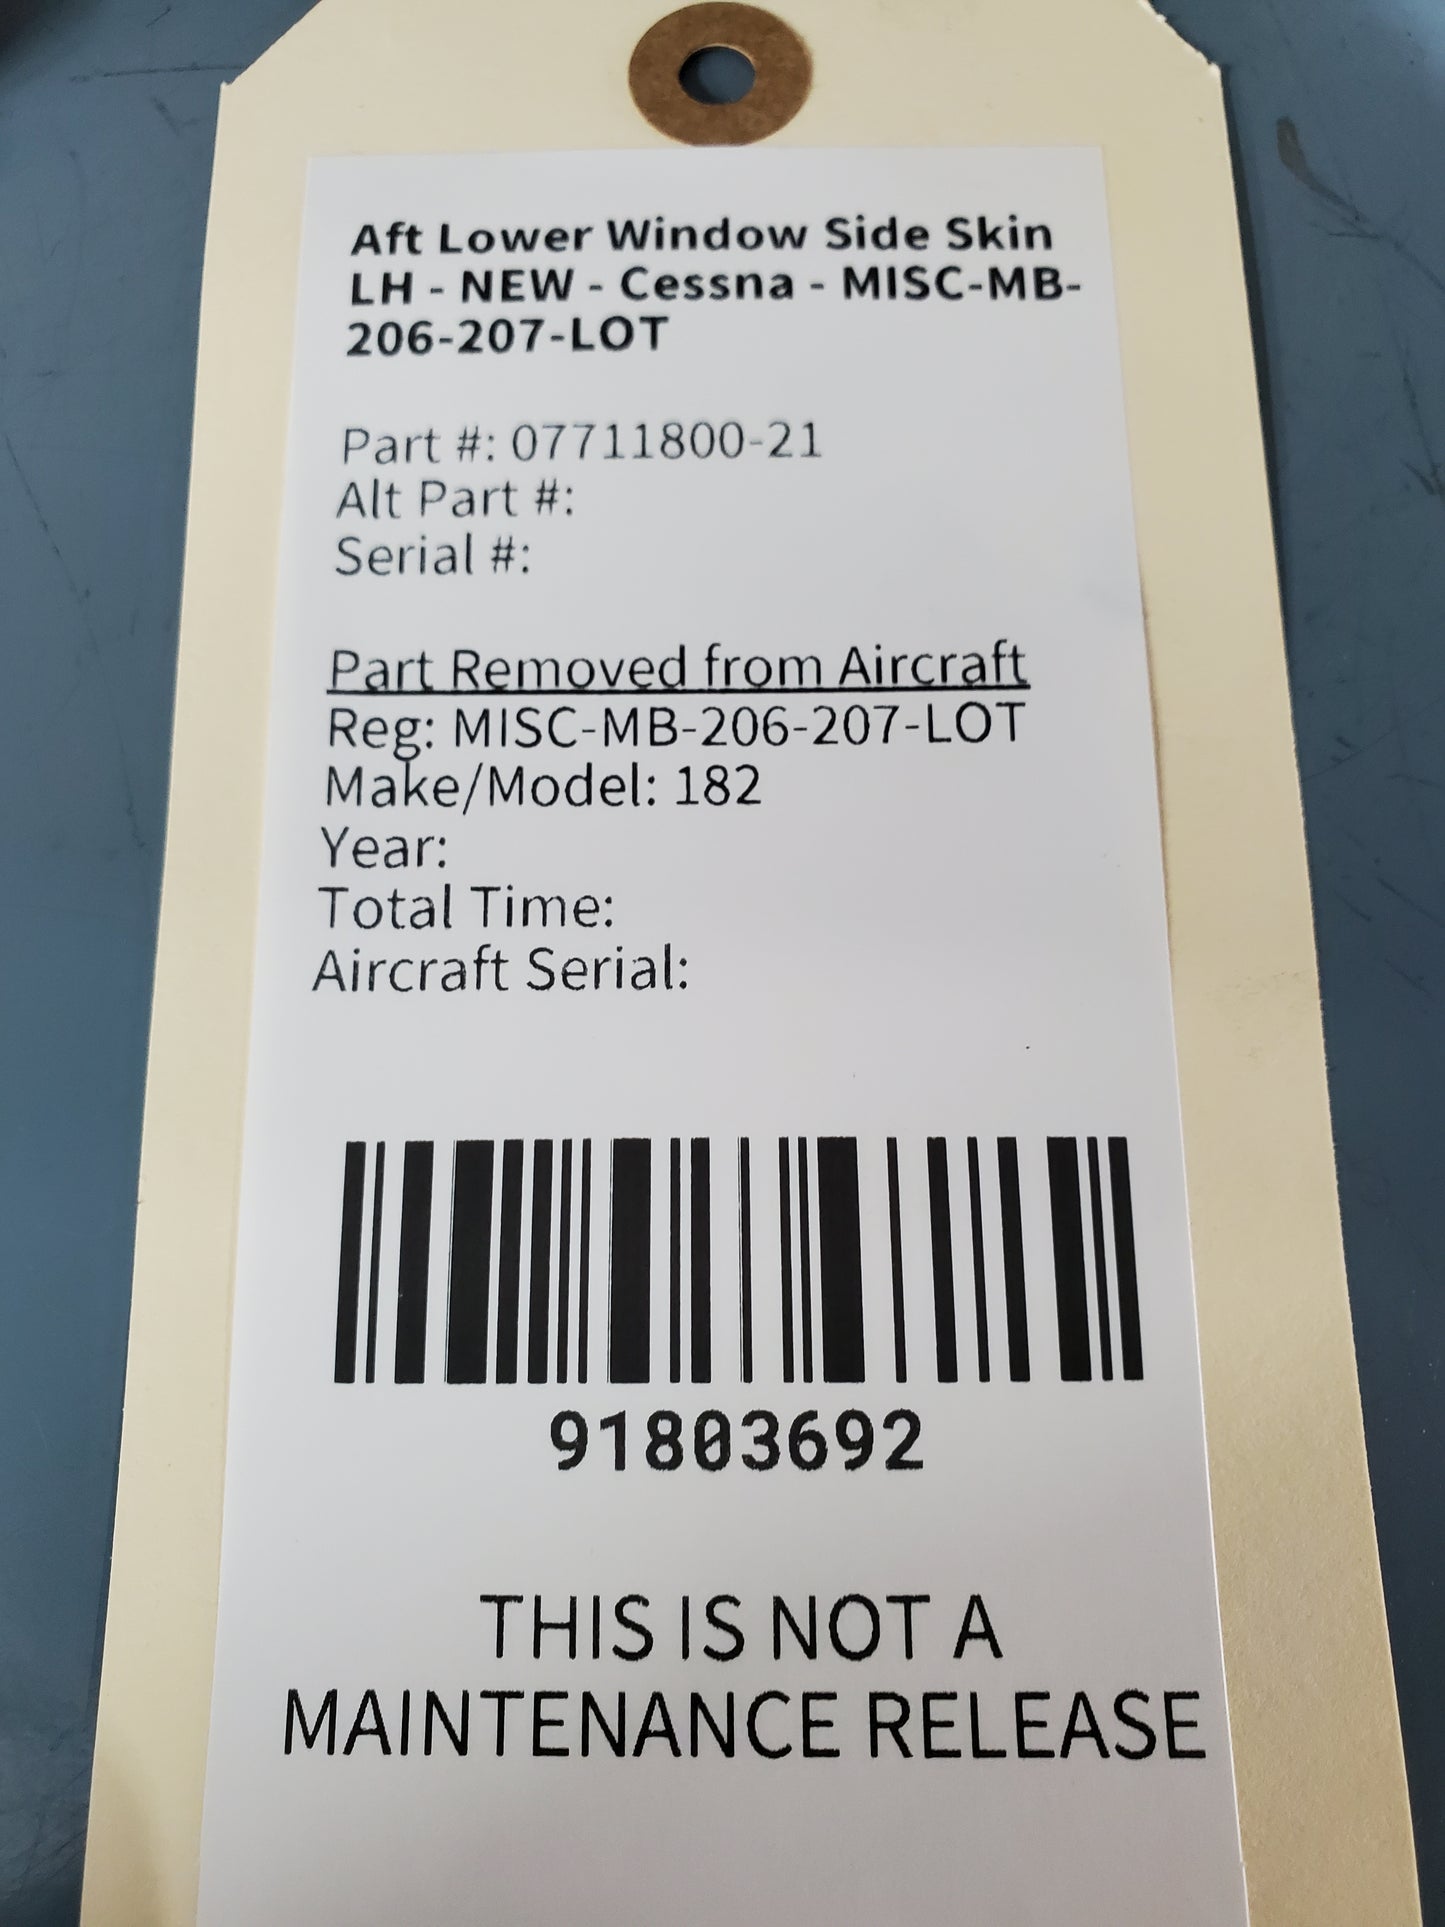 Aft Lower Window Side Skin
LH - NEW - Cessna - MISC-MB-
206-207-LOT
Part #: 07711800-21
Alt Part #:
Serial #:
Part Removed from Aircraft
Reg: MISC-MB-206-207-LOT
Make/Model: 182
Year:
Total Time:
Aircraft Serial:
91803692
THIS IS NOT A
MAINTENANCE RELEASE